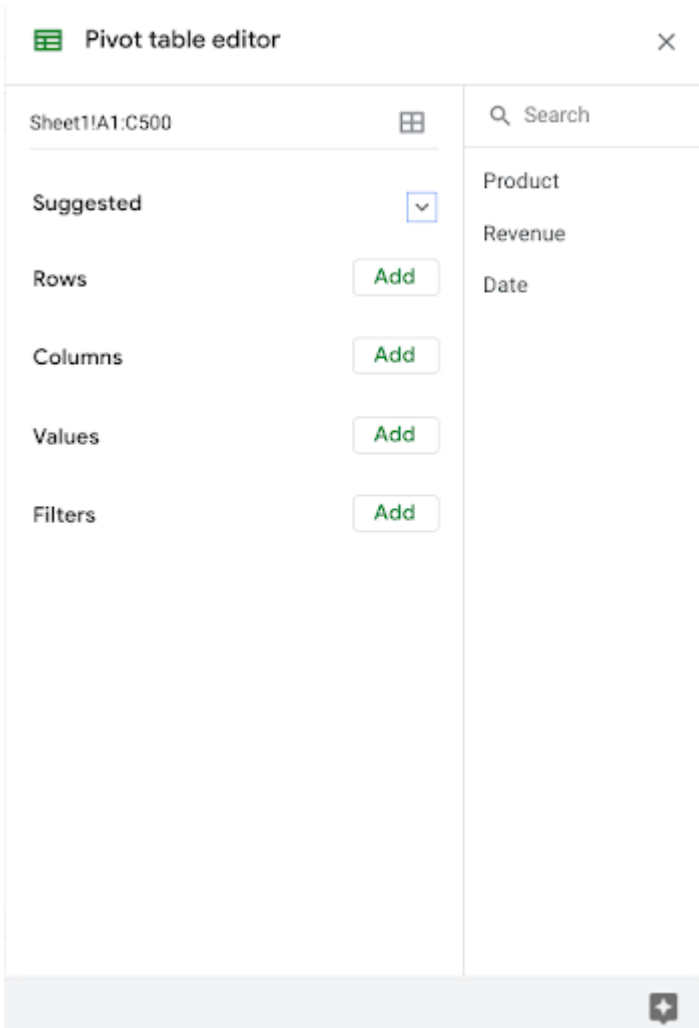 Pivot table editor
Sheet1!A1:C500
Suggested
Rows Add
Columns Add
Values Add
Filters Add
Search
Product
Revenue
Date